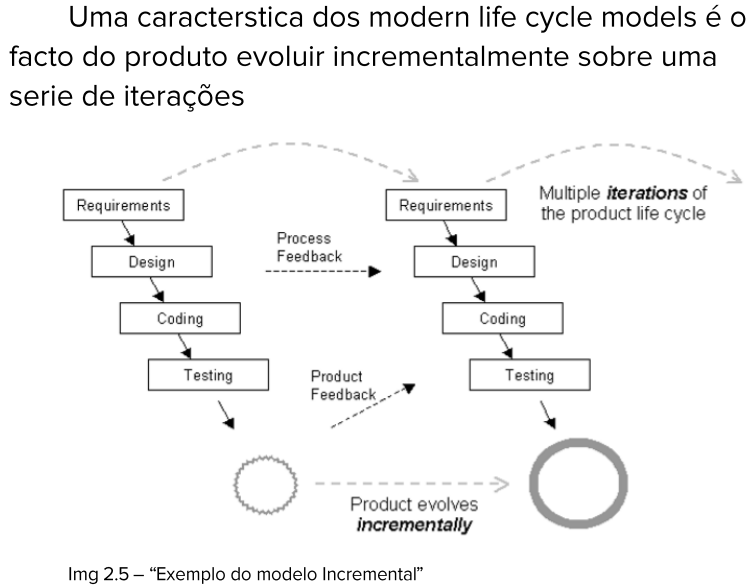 Uma caracterstica dos modern life cycle models é o
facto do produto evoluir incrementalmente sobre uma
serie de iterações
Requirements
Design
Coding
Testing
Process
Feedback
Product
Feedback
Requirements
Design
Coding
Testing
Multiple iterations of
the product life cycle
Product evolves
incrementally
Img 2.5 – “Exemplo do modelo Incremental”